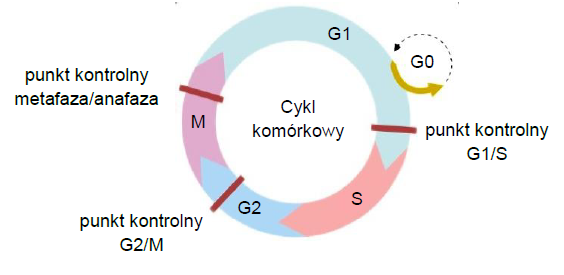 G1
G0
punkt kontrolny
metafaza/anafaza
Cykl
komórkowy
M
punkt kontrolny
G1/S
S
G2
punkt kontrolny
G2/M